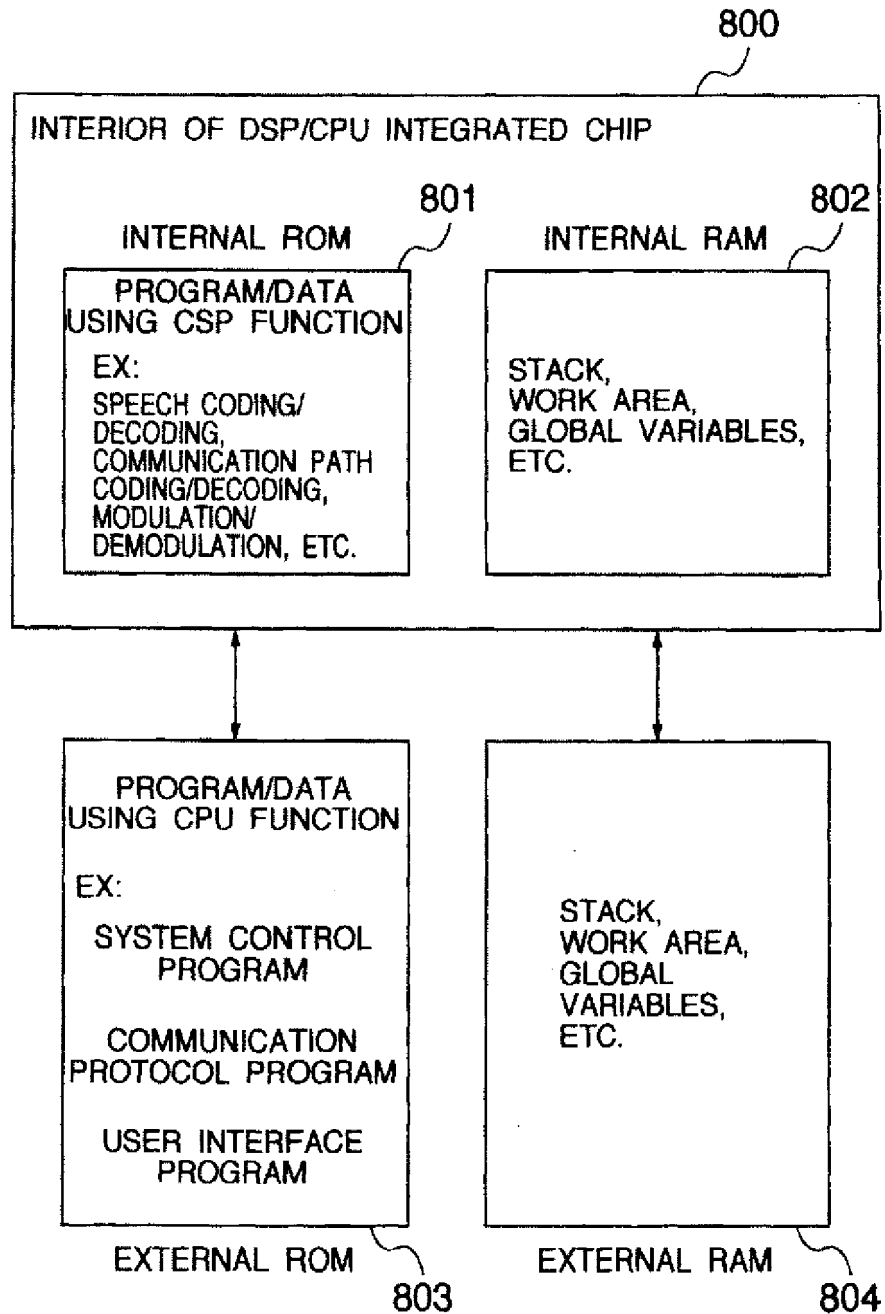 800
INTERIOR OF DSP/CPU INTEGRATED CHIP
801
802
INTERNAL ROM
INTERNAL RAM
PROGRAM/DATA
USING CSP FUNCTION
EX:
SPEECH CODING/
DECODING,
COMMUNICATION PATH
CODING/DECODING,
MODULATION/
DEMODULATION, ETC.
STACK,
WORK AREA,
GLOBAL VARIABLES,
ETC.
PROGRAM/DATA
USING CPU FUNCTION
EX:
SYSTEM CONTROL
PROGRAM
COMMUNICATION
PROTOCOL PROGRAM
USER INTERFACE
PROGRAM
STACK,
WORK AREA,
GLOBAL
VARIABLES,
ETC.
EXTERNAL ROM
EXTERNAL RAM
803
804